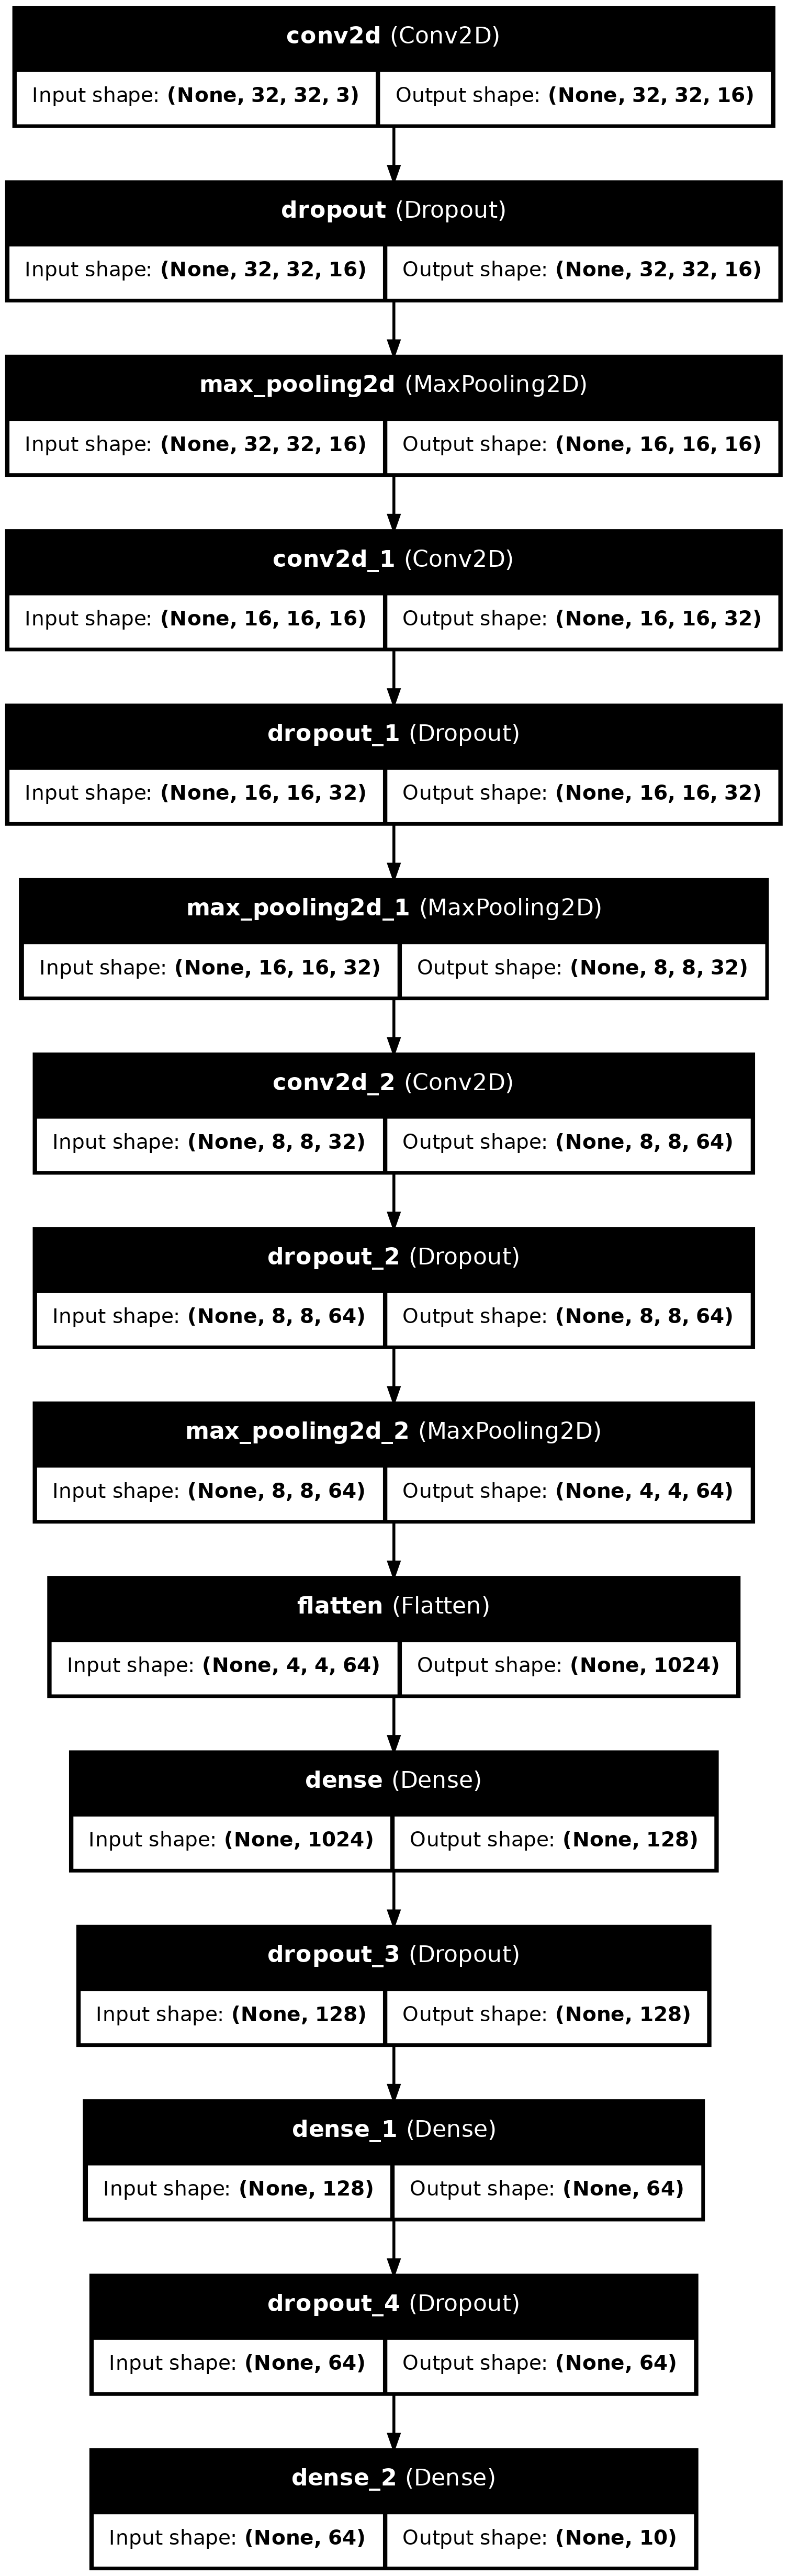 conv2d (Conv2D)
Input shape: (None, 32, 32, 3) Output shape: (None, 32, 32, 16)
dropout (Dropout)
Input shape: (None, 32, 32, 16) Output shape: (None, 32, 32, 16)
max_pooling2d (MaxPooling2D)
Input shape: (None, 32, 32, 16) Output shape: (None, 16, 16, 16)
conv2d_1 (Conv2D)
Input shape: (None, 16, 16, 16) Output shape: (None, 16, 16, 32)
dropout_1 (Dropout)
Input shape: (None, 16, 16, 32) Output shape: (None, 16, 16, 32)
max_pooling2d_1 (MaxPooling2D)
Input shape: (None, 16, 16, 32) Output shape: (None, 8, 8, 32)
conv2d_2 (Conv2D)
Input shape: (None, 8, 8, 32) Output shape: (None, 8, 8, 64)
dropout_2 (Dropout)
Input shape: (None, 8, 8, 64) Output shape: (None, 8, 8, 64)
max_pooling2d_2 (MaxPooling2D)
Input shape: (None, 8, 8, 64) Output shape: (None, 4, 4, 64)
flatten (Flatten)
Input shape: (None, 4, 4, 64) Output shape: (None, 1024)
dense (Dense)
Input shape: (None, 1024) Output shape: (None, 128)
dropout_3 (Dropout)
Input shape: (None, 128) Output shape: (None, 128)
dense_1 (Dense)
Input shape: (None, 128) Output shape: (None, 64)
dropout_4 (Dropout)
Input shape: (None, 64) Output shape: (None, 64)
dense_2 (Dense)
Input shape: (None, 64) Output shape: (None, 10)